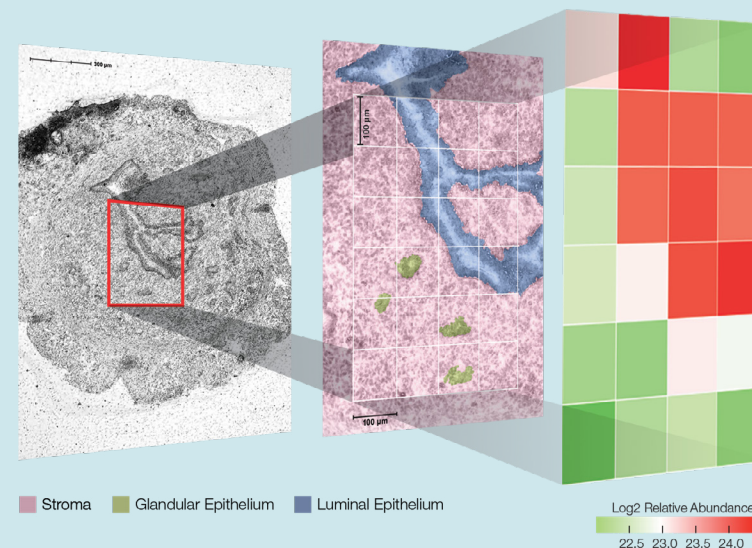 300 µm
100 µm
100 µm
Stroma
Glandular Epithelium
Luminal Epithelium
Log2 Relative Abundance
22.5 23.0 23.5 24.0